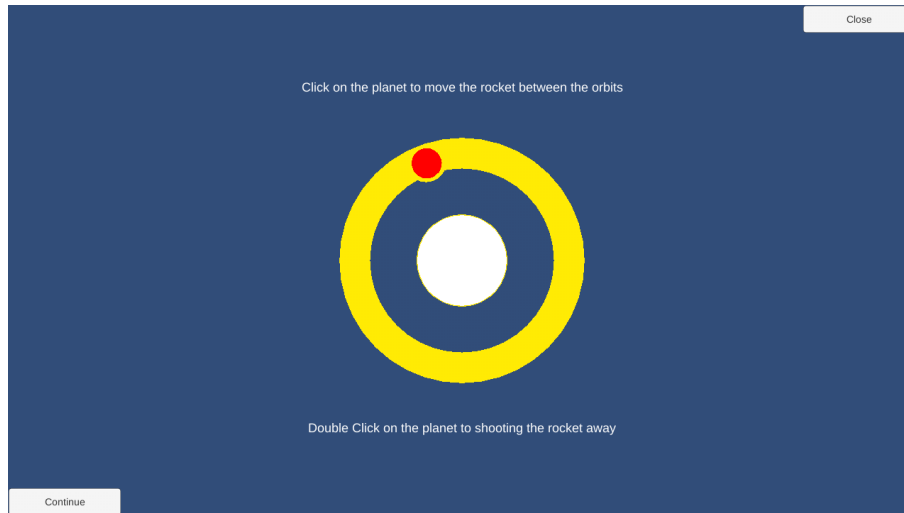 Close
Click on the planet to move the rocket between the orbits
Double Click on the planet to shooting the rocket away
Continue